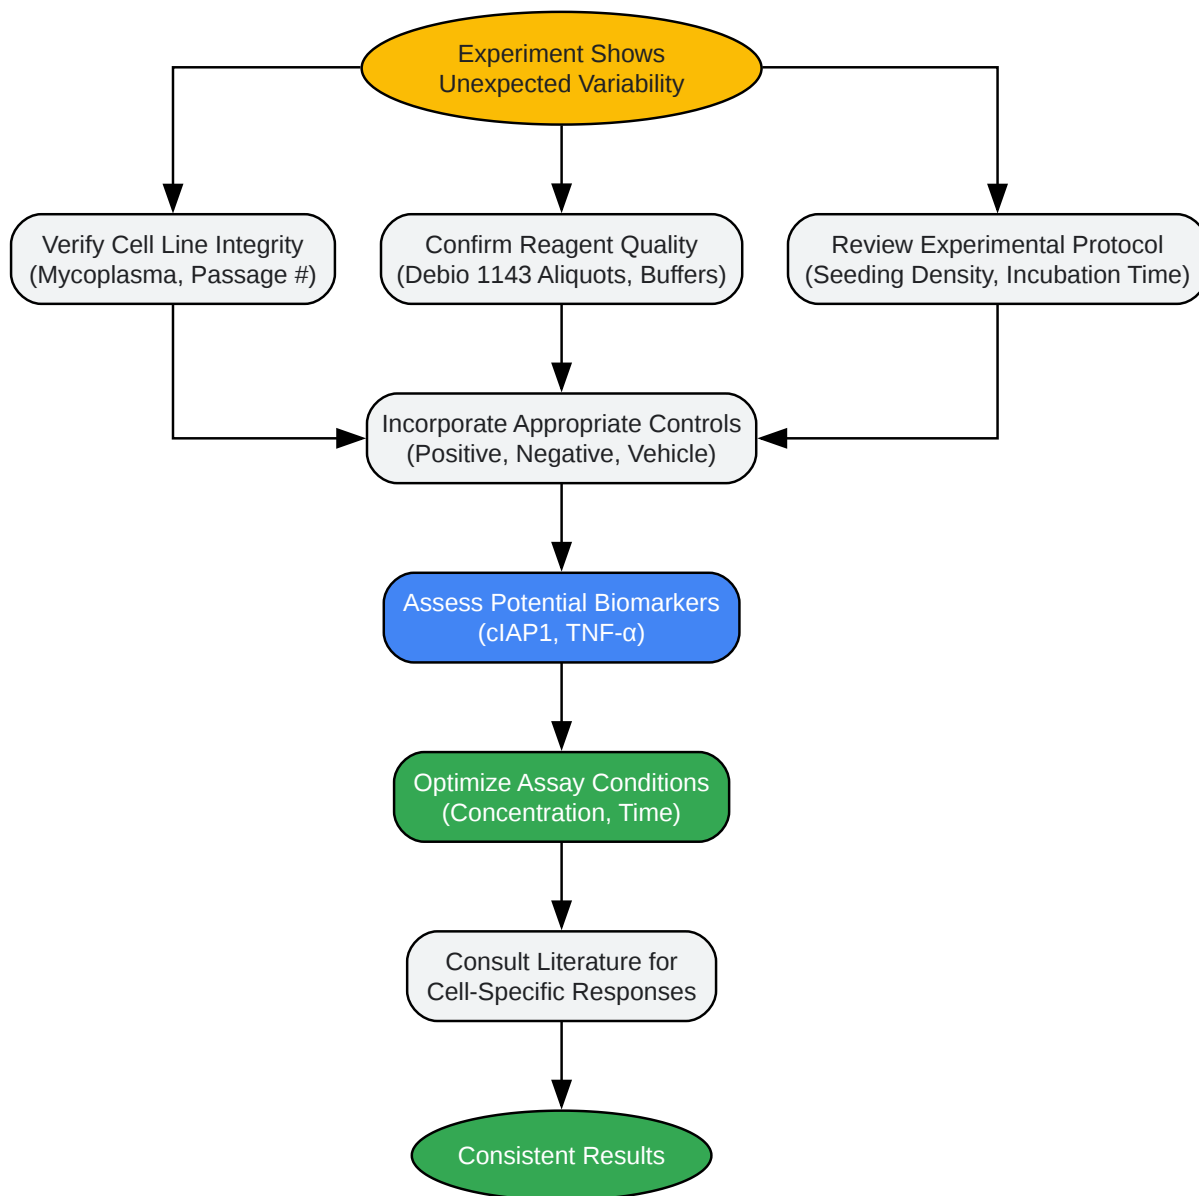 Experiment Shows
Unexpected Variability
Verify Cell Line Integrity
(Mycoplasma, Passage #)
Confirm Reagent Quality
(Debio 1143 Aliquots, Buffers)
Review Experimental Protocol
(Seeding Density, Incubation Time)
Incorporate Appropriate Controls
(Positive, Negative, Vehicle)
Assess Potential Biomarkers
(cIAP1, TNF-α)
Optimize Assay Conditions
(Concentration, Time)
Consult Literature for
Cell-Specific Responses
Consistent Results